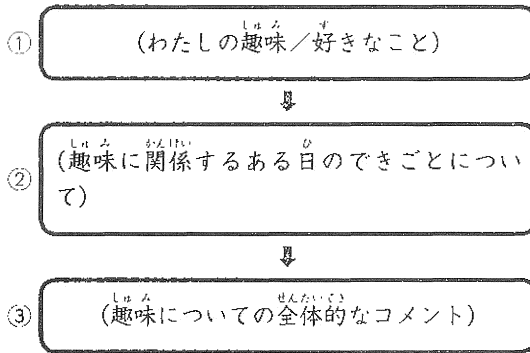 ①
(わたしの趣味／好きなこと)
②
(趣味に関係するある日のできごとについ
て)
③
(趣味についての全体的なコメント)